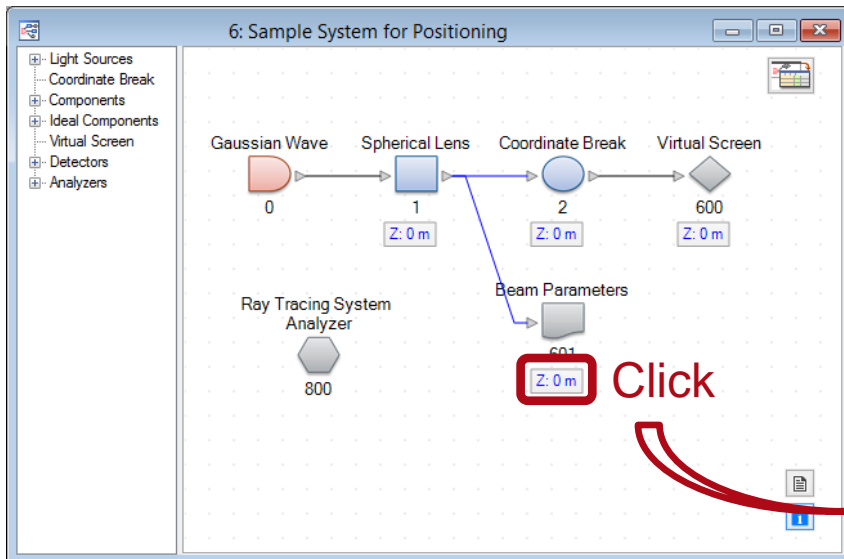 6: Sample System for Positioning
Light Sources
Coordinate Break
Components
Ideal Components
Virtual Screen
Detectors
Analyzers
Gaussian Wave
Spherical Lens
Coordinate Break
Virtual Screen
0
1
2
600
Z: 0 m
Z: 0 m
Z: 0 m
Ray Tracing System
Analyzer
800
Beam Parameters
601
Z: 0 m
Click